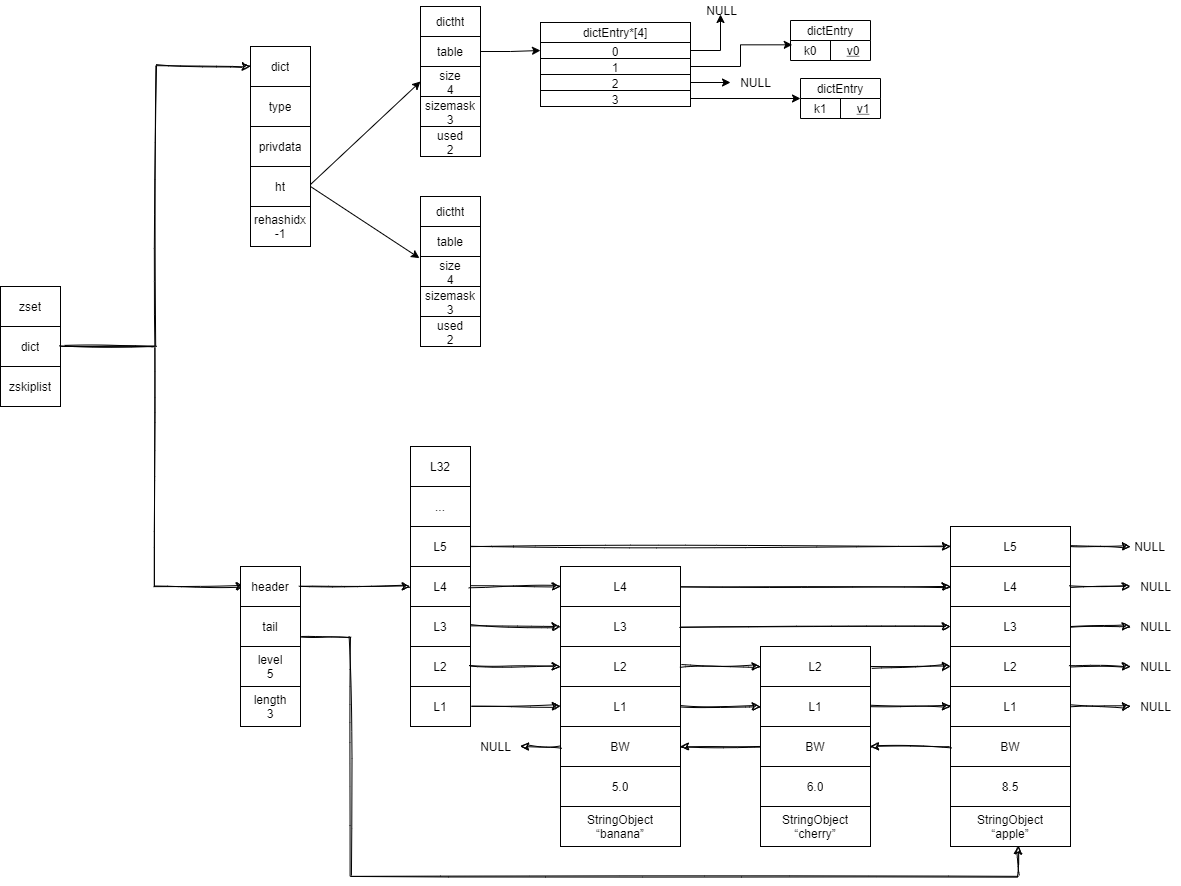 zset
dict
zskiplist
dict
type
privdata
ht
rehashidx
-1
dictht
table
size
4
sizemask
3
used
2
dictEntry*[4]
0
1
2
3
NULL
NULL
dictEntry
k0
v0
dictEntry
k1
v1
dictht
table
size
4
sizemask
3
used
2
header
tail
level
5
length
3
L32
...
L5
L4
L3
L2
L1
NULL
L4
L3
L2
L1
BW
5.0
StringObject
“banana”
L2
L1
BW
6.0
StringObject
“cherry”
L5
L4
L3
L2
L1
BW
8.5
StringObject
“apple”
NULL
NULL
NULL
NULL
NULL